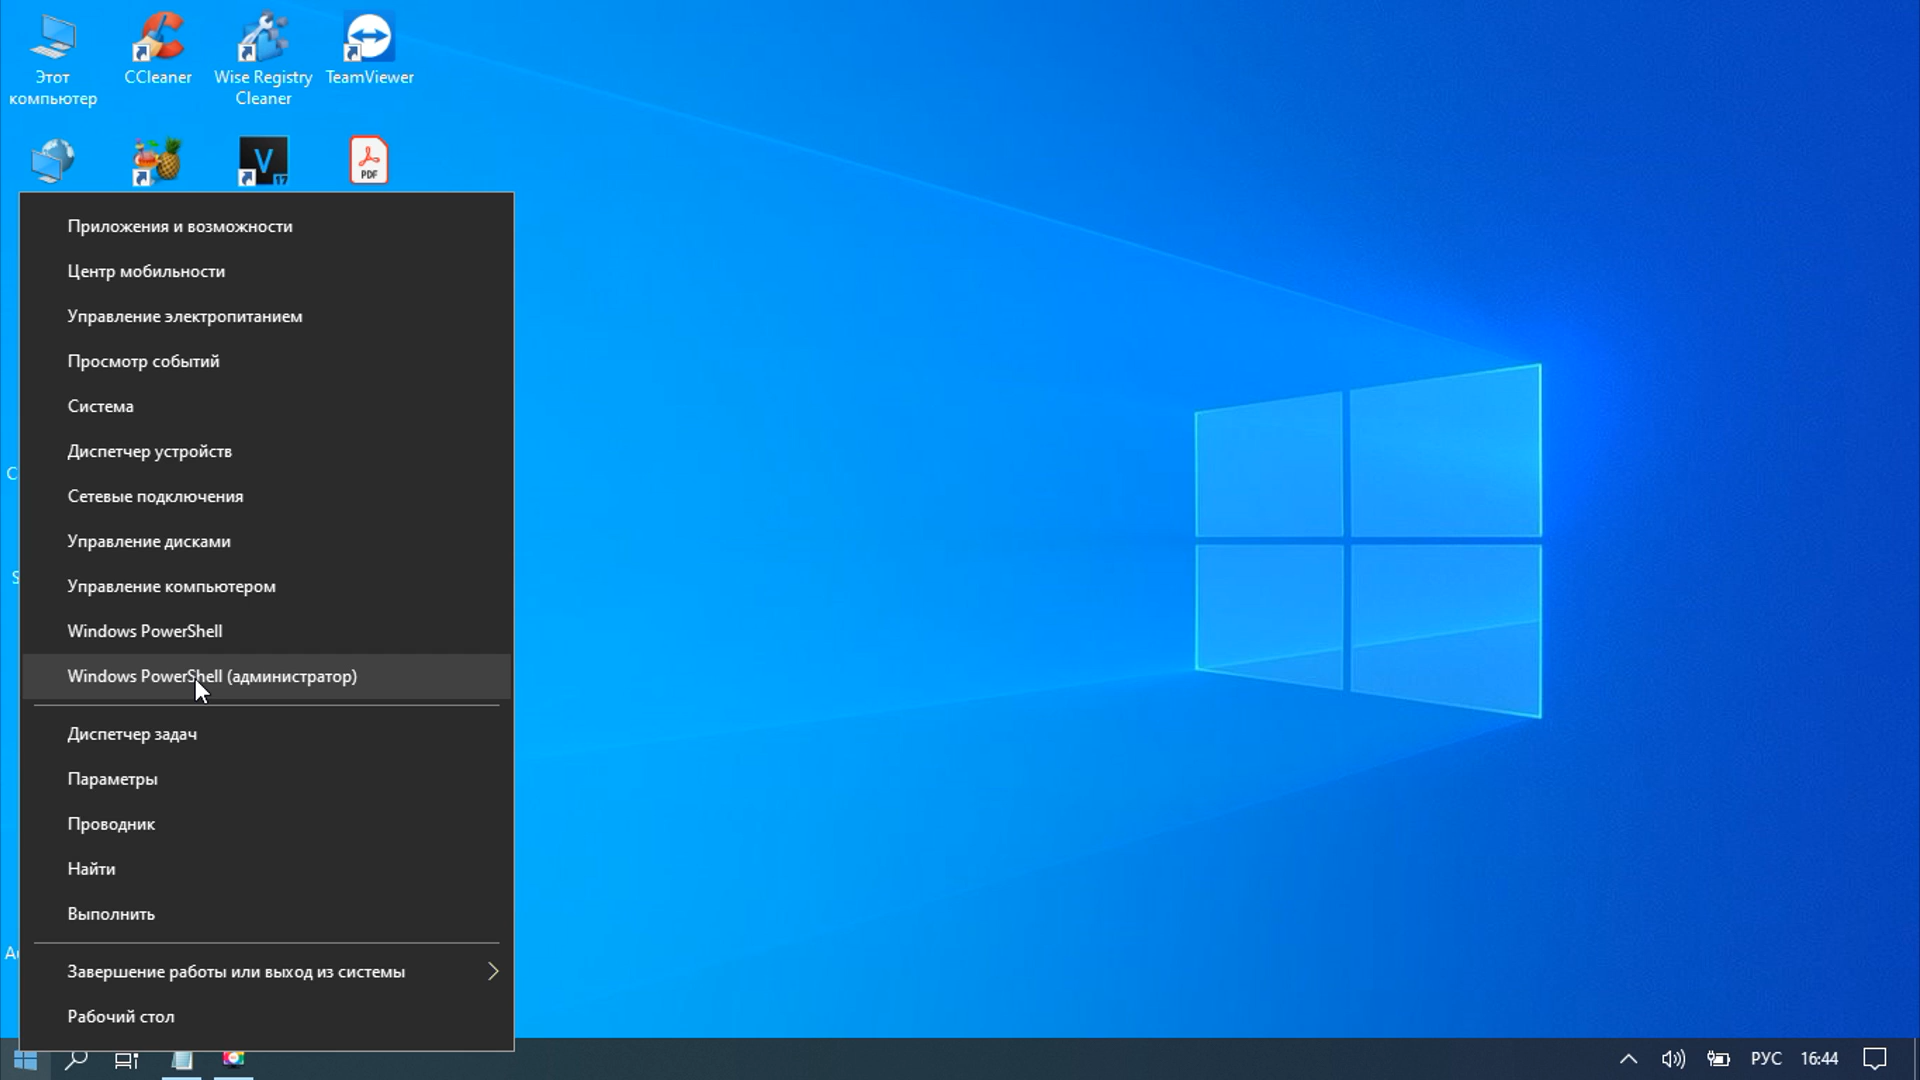 Этот
компьютер
CCleaner
Wise Registry
Cleaner
TeamViewer
V
17
PDF
Приложения и возможности
Центр мобильности
Управление электропитанием
Просмотр событий
Система
Диспетчер устройств
Сетевые подключения
Управление дисками
Управление компьютером
Windows PowerShell
Windows PowerShell (администратор)
Диспетчер задач
Параметры
Проводник
Найти
Выполнить
Завершение работы или выход из системы
Рабочий стол
РУС
16:44